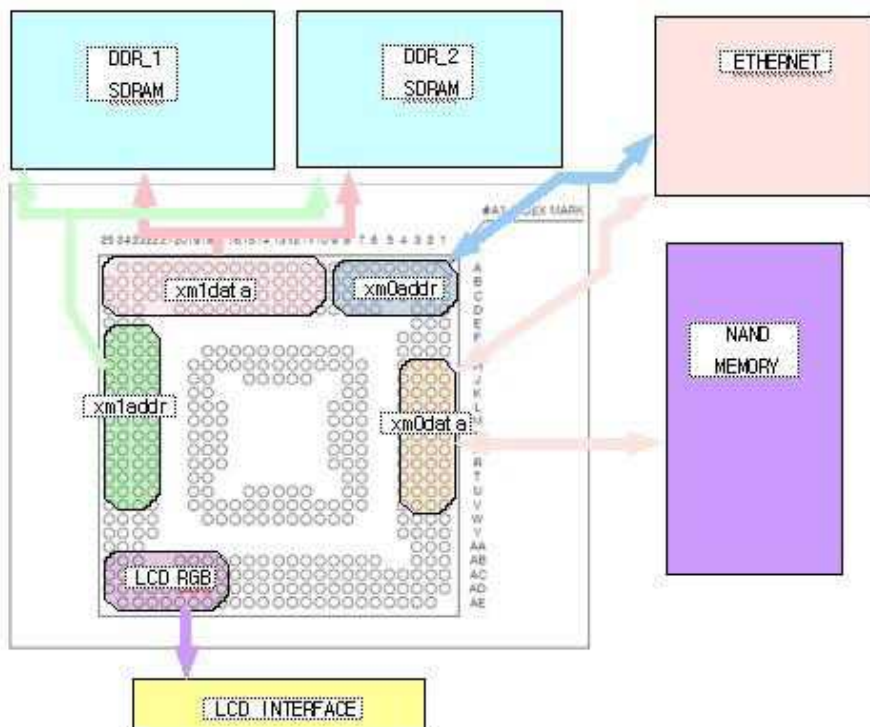 DDR_1
SDRAM
DDR_2
SDRAM
ETHERNET
MARK
xm1data
xm0addr
A
B
C
D
E
F
NAND
MEMORY
H
J
K
L
M
xm1addr
xm0data
R
T
U
V
W
Y
AA
AB
AC
AD
AE
LCD RGB
LCD INTERFACE